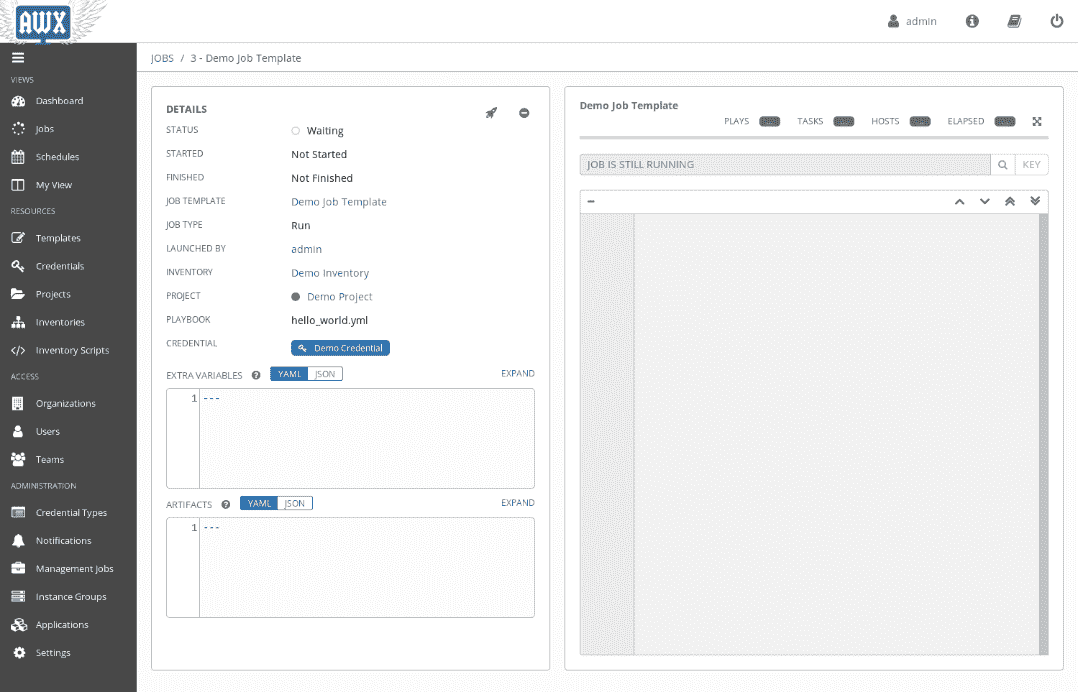 AWX
admin
JOBS / 3 - Demo Job Template
VIEWS
Dashboard
Jobs
Schedules
My View
RESOURCES
Templates
Credentials
Projects
Inventories
Inventory Scripts
ACCESS
Organizations
Users
Teams
ADMINISTRATION
Credential Types
Notifications
Management Jobs
Instance Groups
Applications
Settings
DETAILS
STATUS Waiting
STARTED Not Started
FINISHED Not Finished
JOB TEMPLATE Demo Job Template
JOB TYPE Run
LAUNCHED BY admin
INVENTORY Demo Inventory
PROJECT Demo Project
PLAYBOOK hello_world.yml
CREDENTIAL Demo Credential
EXTRA VARIABLES YAML JSON EXPAND
1 ---
ARTIFACTS YAML JSON EXPAND
1 ---
Demo Job Template
PLAYS TASKS HOSTS ELAPSED
JOB IS STILL RUNNING KEY